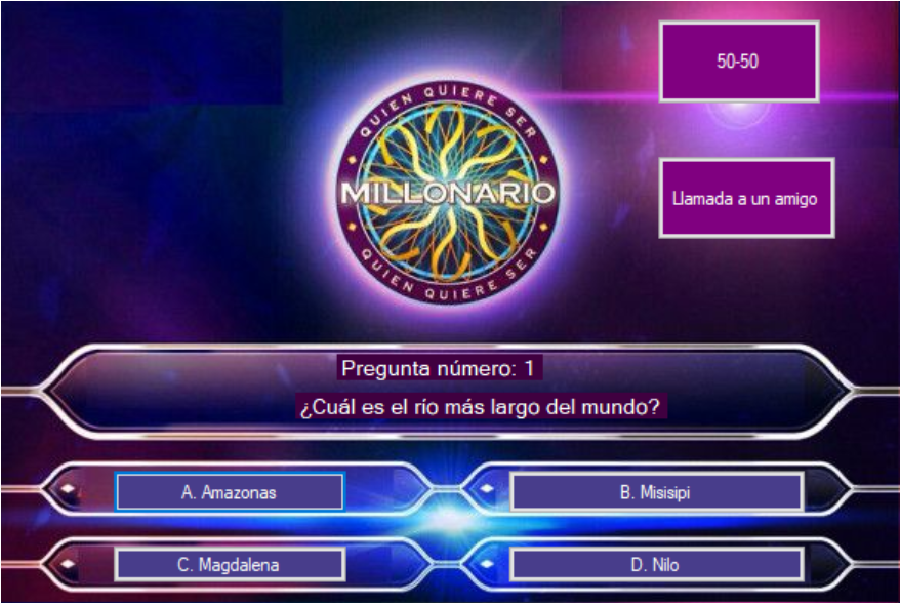 50-50
QUIEN QUIERE SER
MILLONARIO
QUIEN QUIERE SER
Llamada a un amigo
Pregunta número: 1
¿Cuál es el río más largo del mundo?
A. Amazonas
B. Misisipi
C. Magdalena
D. Nilo